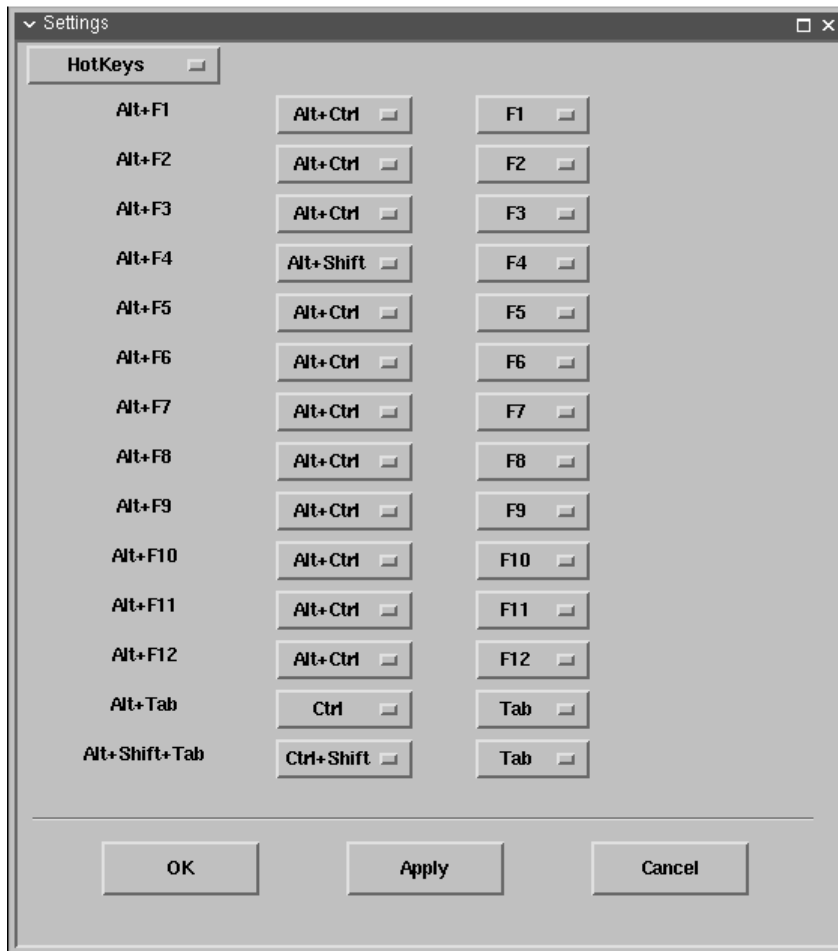 Settings
HotKeys
Alt+F1 Alt+Ctrl F1
Alt+F2 Alt+Ctrl F2
Alt+F3 Alt+Ctrl F3
Alt+F4 Alt+Shift F4
Alt+F5 Alt+Ctrl F5
Alt+F6 Alt+Ctrl F6
Alt+F7 Alt+Ctrl F7
Alt+F8 Alt+Ctrl F8
Alt+F9 Alt+Ctrl F9
Alt+F10 Alt+Ctrl F10
Alt+F11 Alt+Ctrl F11
Alt+F12 Alt+Ctrl F12
Alt+Tab Ctrl Tab
Alt+Shift+Tab Ctrl+Shift Tab
OK Apply Cancel